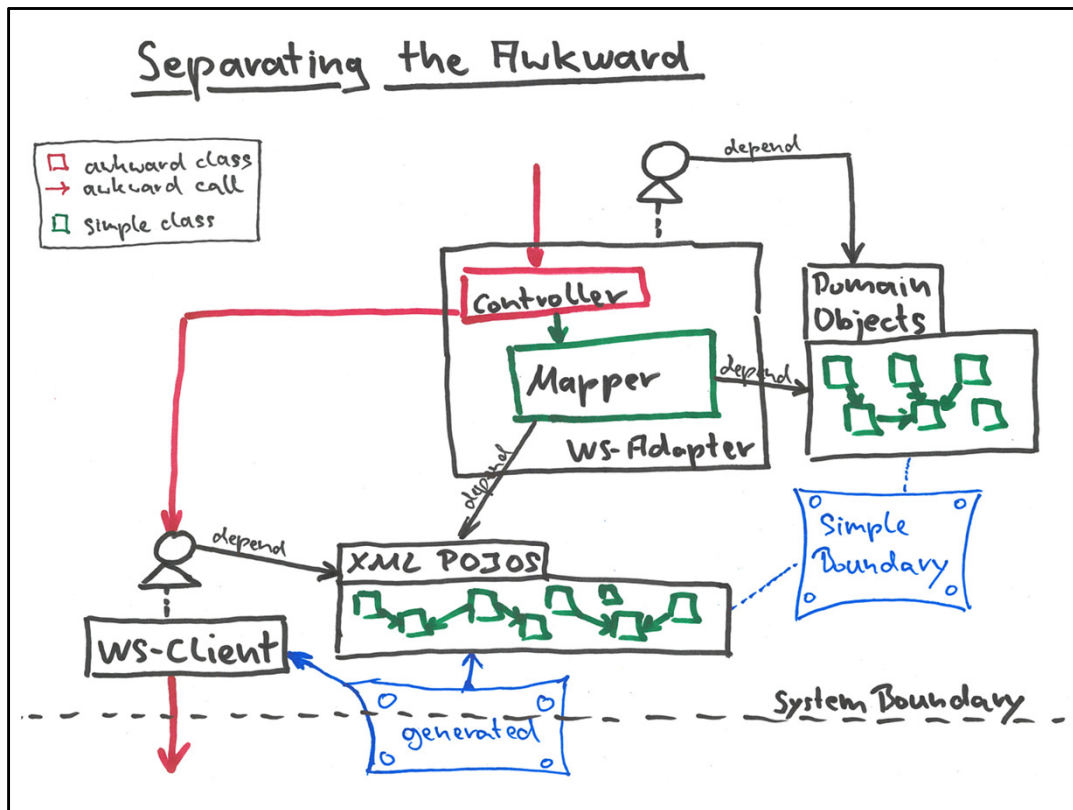 Separating the Awkward
awkward class
awkward call
simple class
depend
Controller
Domain
Objects
Mapper
depend
WS-Adapter
depend
Simple
Boundary
depend
XML POJOS
WS-Client
System Boundary
generated